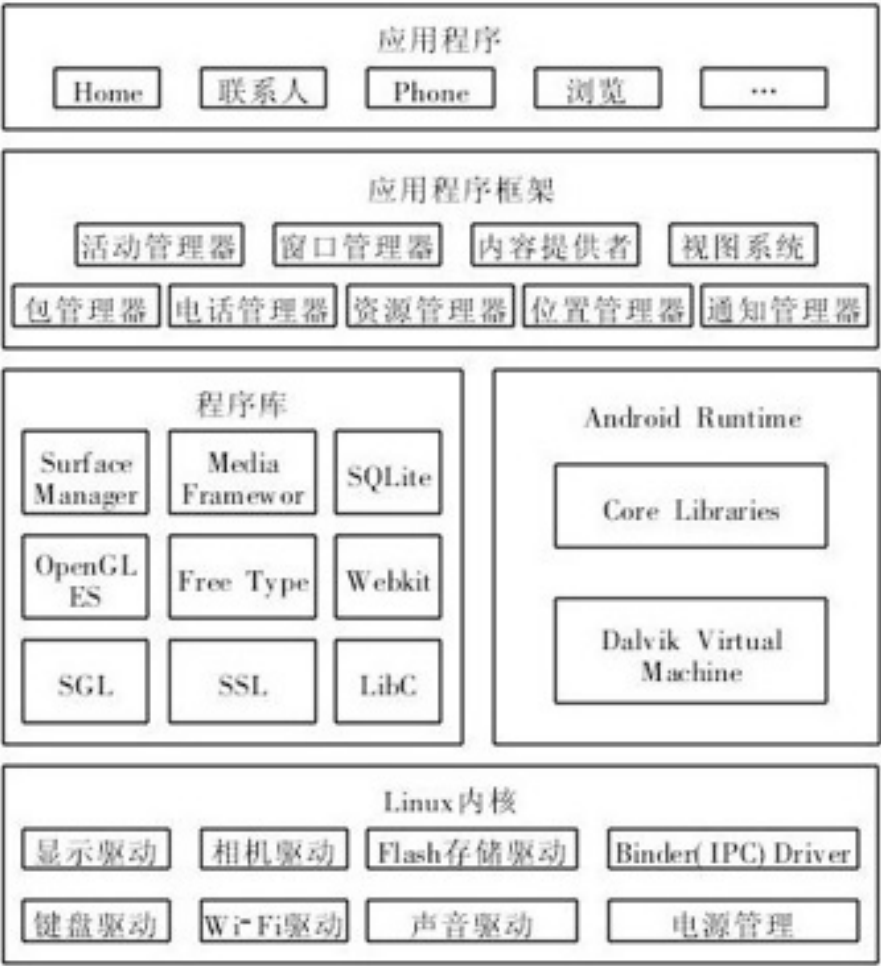 应用程序
Home 联系人 Phone 浏览 …
应用程序框架
活动管理器 窗口管理器 内容提供者 视图系统
包管理器 电话管理器 资源管理器 位置管理器 通知管理器
程序库
Surface Manager
Media Framewor
SQLite
OpenGL ES
Free Type
Webkit
SGL
SSL
LibC
Android Runtime
Core Libraries
Dalvik Virtual
Machine
Linux内核
显示驱动 相机驱动 Flash存储驱动 Binder(IPC)Driver
键盘驱动 Wi-Fi驱动 声音驱动 电源管理